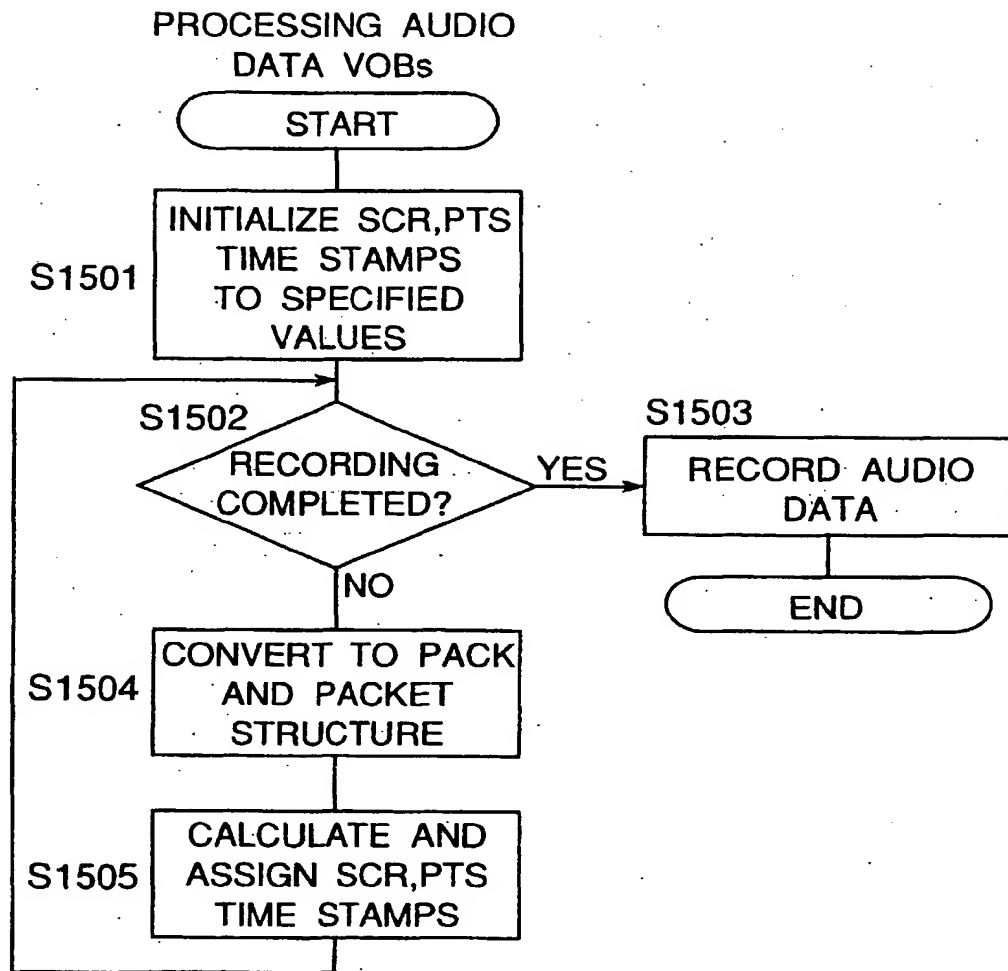 PROCESSING AUDIO
DATA VOBs
START
S1501
INITIALIZE SCR,PTS
TIME STAMPS
TO SPECIFIED
VALUES
S1502
RECORDING
COMPLETED?
YES
S1503
RECORD AUDIO
DATA
END
NO
S1504
CONVERT TO PACK
AND PACKET
STRUCTURE
S1505
CALCULATE AND
ASSIGN SCR,PTS
TIME STAMPS